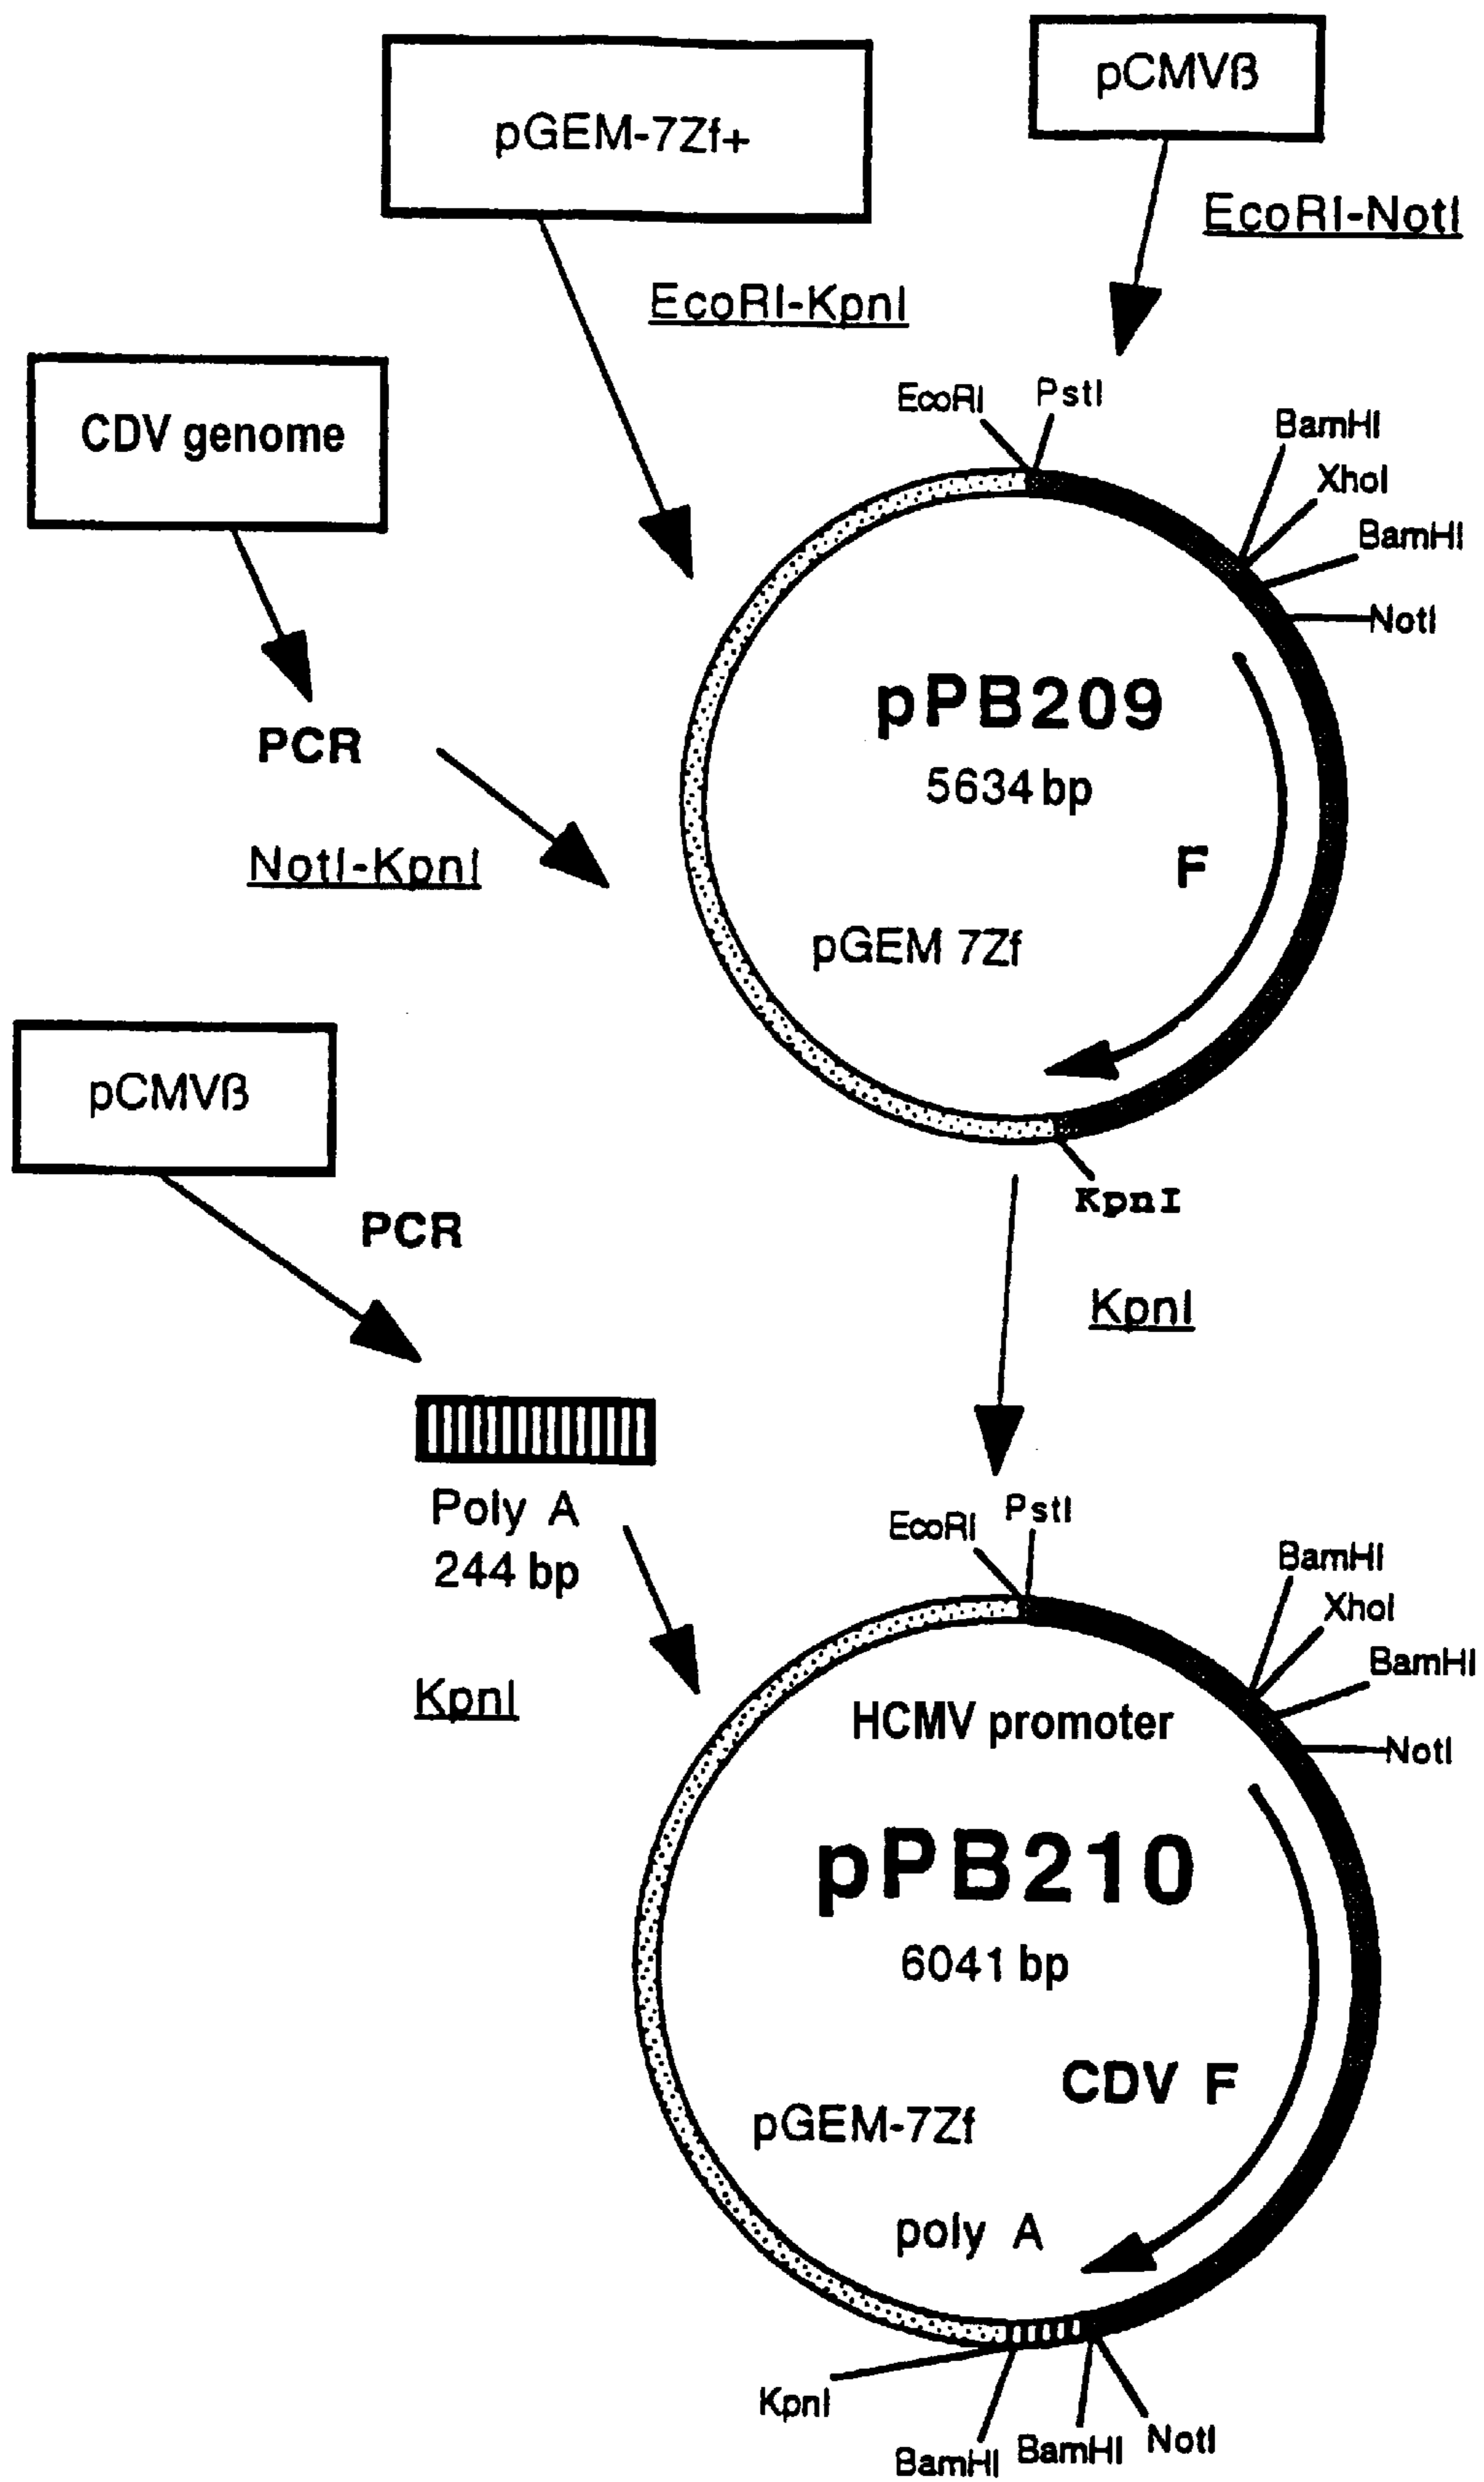 pCMVß
pGEM-7Zf+
EcoRI-NotI
EcoRI-KpnI
CDV genome
EcoRI
PstI
BamHI
XhoI
BamHI
NotI
pPB209
5634 bp
PCR
F
NotI-KpnI
pGEM 7Zf
pCMVß
KpnI
PCR
KpnI
Poly A
244 bp
EcoRI
PstI
BamHI
XhoI
BamHI
NotI
KpnI
HCMV promoter
pPB210
6041 bp
CDV F
pGEM-7Zf
poly A
KpnI
BamHI
BamHI
NotI